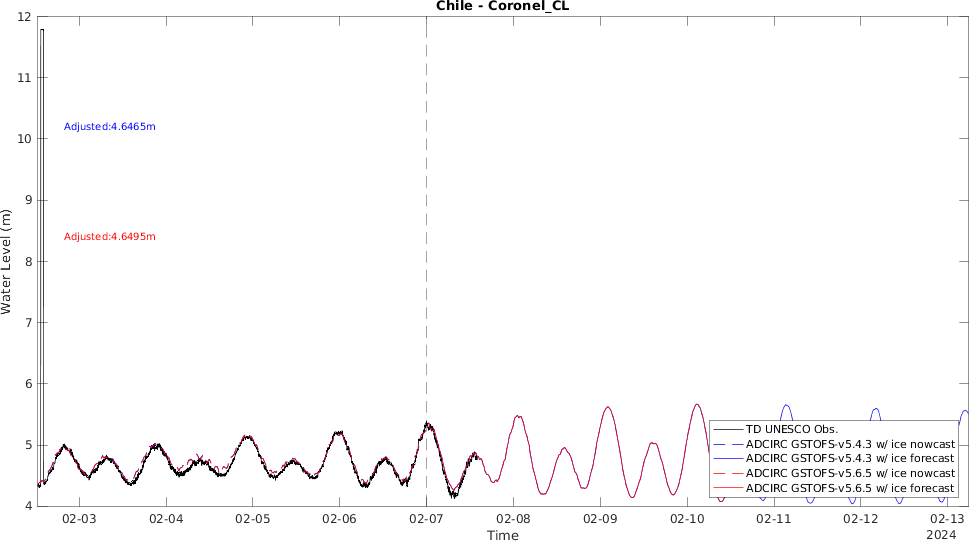 Chile - Coronel_CL
12
11
10
9
8
7
6
5
4
Water Level (m)
Adjusted:4.6465m
Adjusted:4.6495m
TD UNESCO Obs.
ADCIRC GSTOFS-v5.4.3 w/ ice nowcast
ADCIRC GSTOFS-v5.4.3 w/ ice forecast
ADCIRC GSTOFS-v5.6.5 w/ ice nowcast
ADCIRC GSTOFS-v5.6.5 w/ ice forecast
02-03 02-04 02-05 02-06 02-07 02-08 02-09 02-10 02-11 02-12 02-13
Time
2024